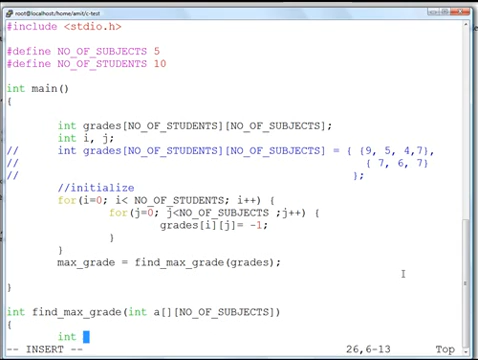 root@localhost:/home/amit/c-test
#include <stdio.h>
#define NO_OF_SUBJECTS 5
#define NO_OF_STUDENTS 10
int main()
{
int grades[NO_OF_STUDENTS][NO_OF_SUBJECTS];
int i, j;
// int grades[NO_OF_STUDENTS][NO_OF_SUBJECTS] = { {9, 5, 4,7},
// { 7, 6, 7}
// };
//initialize
for(i=0; i< NO_OF_STUDENTS; i++) {
for(j=0; j<NO_OF_SUBJECTS ;j++) {
grades[i][j]= -1;
}
}
max_grade = find_max_grade(grades);
}
int find_max_grade(int a[][NO_OF_SUBJECTS])
{
int
-- INSERT -- 26,6-13 Top